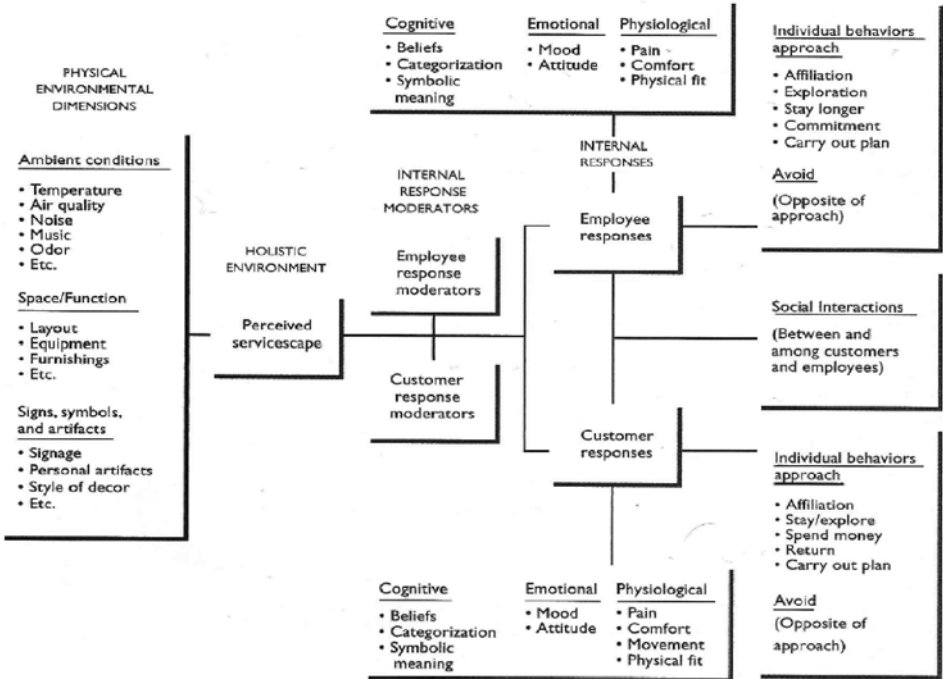 PHYSICAL
ENVIRONMENTAL
DIMENSIONS
Ambient conditions
• Temperature
• Air quality
• Noise
• Music
• Odor
• Etc.
Space/Function
• Layout
• Equipment
• Furnishings
• Etc.
Signs, symbols,
and artifacts
• Signage
• Personal artifacts
• Style of decor
• Etc.
HOLISTIC
ENVIRONMENT
Perceived
servicescape
INTERNAL
RESPONSE
MODERATORS
Employee
response
moderators
Customer
response
moderators
Cognitive
• Beliefs
• Categorization
• Symbolic
meaning
Emotional
• Mood
• Attitude
Physiological
• Pain
• Comfort
• Physical fit
INTERNAL
RESPONSES
Employee
responses
Customer
responses
Cognitive
• Beliefs
• Categorization
• Symbolic
meaning
Emotional
• Mood
• Attitude
Physiological
• Pain
• Comfort
• Movement
• Physical fit
Individual behaviors
approach
• Affiliation
• Exploration
• Stay longer
• Commitment
• Carry out plan
Avoid
(Opposite of
approach)
Social Interactions
(Between and
among customers
and employees)
Individual behaviors
approach
• Affiliation
• Stay/explore
• Spend money
• Return
• Carry out plan
Avoid
(Opposite of
approach)